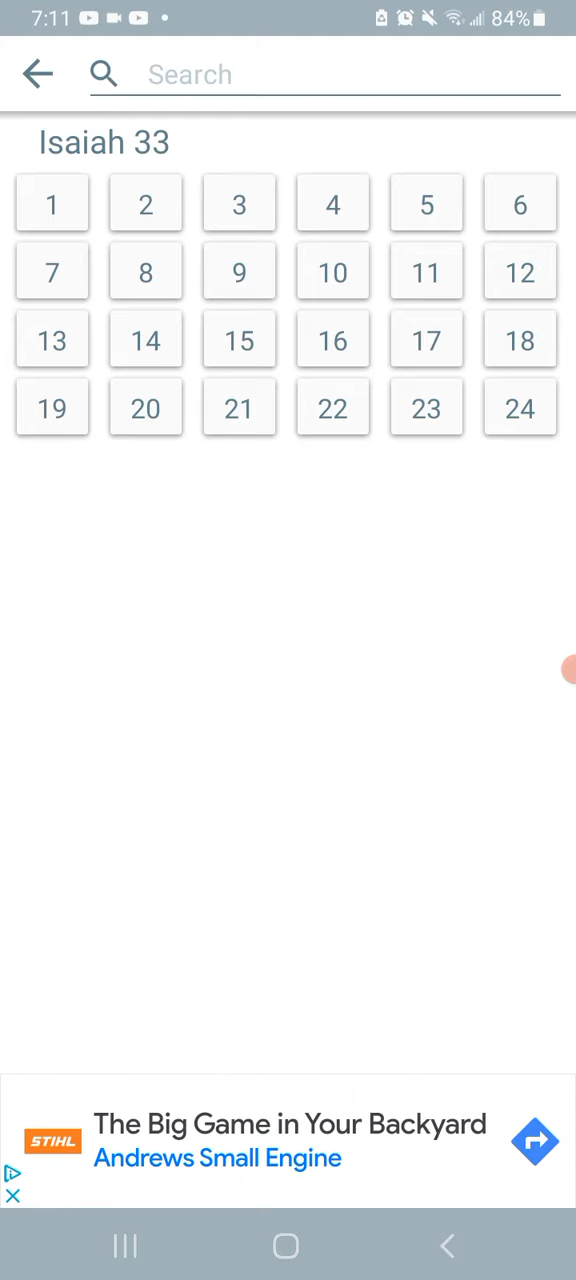 7:11 84%
Search
Isaiah 33
1 2 3 4 5 6
7 8 9 10 11 12
13 14 15 16 17 18
19 20 21 22 23 24
STIHL
The Big Game in Your Backyard
Andrews Small Engine